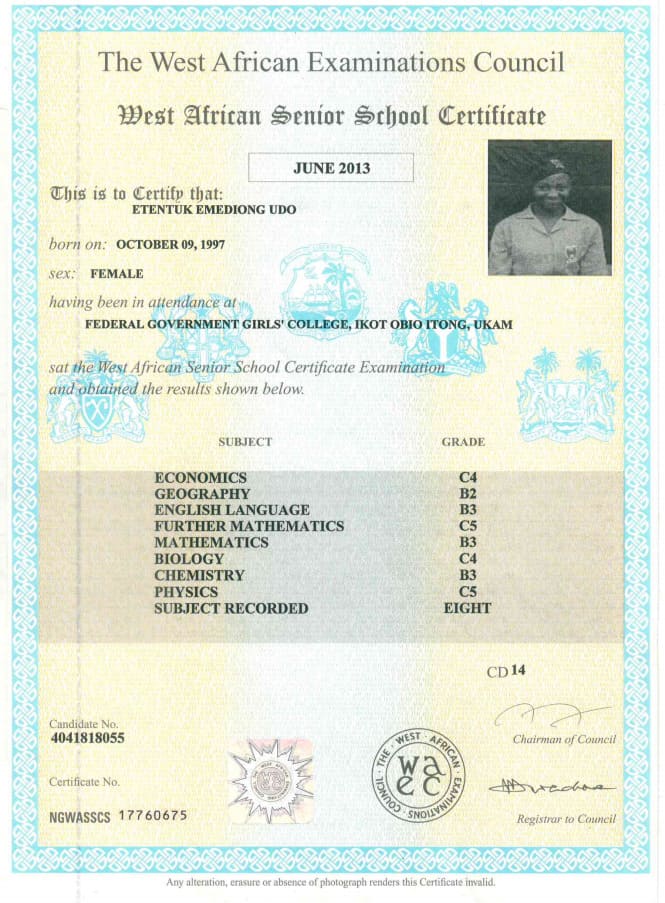 The West African Examinations Council
West African Senior School Certificate
JUNE 2013
This is to Certify that:
ETENTUK EMEDIONG UDO
born on: OCTOBER 09, 1997
sex: FEMALE
having been in attendance at
FEDERAL GOVERNMENT GIRLS' COLLEGE, IKOT OBIO ITONG, UKAM
sat the West African Senior School Certificate Examination
and obtained the results shown below.
SUBJECT GRADE
ECONOMICS C4
GEOGRAPHY B2
ENGLISH LANGUAGE B3
FURTHER MATHEMATICS C5
MATHEMATICS B3
BIOLOGY C4
CHEMISTRY B3
PHYSICS C5
SUBJECT RECORDED EIGHT
CD 14
Candidate No.
4041818055
Chairman of Council
Certificate No.
NGWASSCS 17760675
THE · WEST · AFRICAN · EXAMINATIONS · COUNCIL
wa
ec
Registrar to Council
Any alteration, erasure or absence of photograph renders this Certificate invalid.